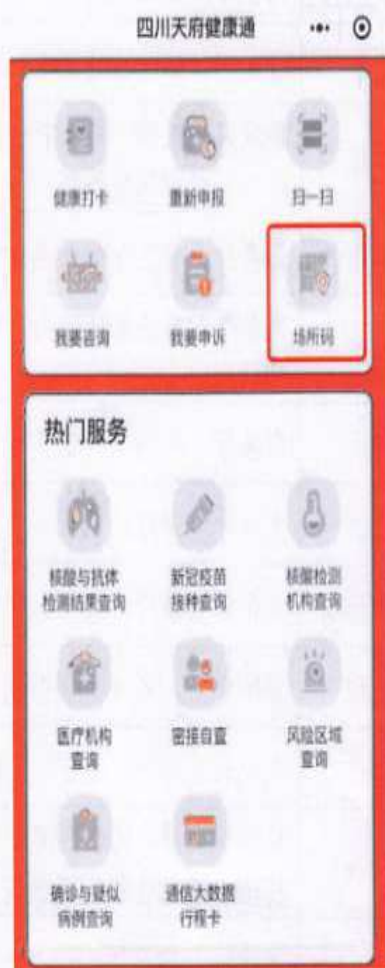 四川天府健康通
健康打卡
重新申报
扫一扫
我要咨询
我要申诉
场所码
热门服务
核酸与抗体
检测结果查询
新冠疫苗
接种查询
核酸检测
机构查询
医疗机构
查询
密接自查
风险区域
查询
确诊与疑似
病例查询
通信大数据
行程卡